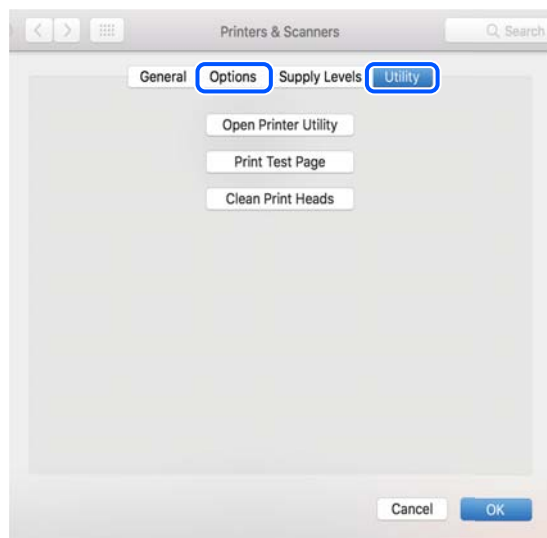 Printers & Scanners
Search
General Options Supply Levels Utility
Open Printer Utility
Print Test Page
Clean Print Heads
Cancel OK